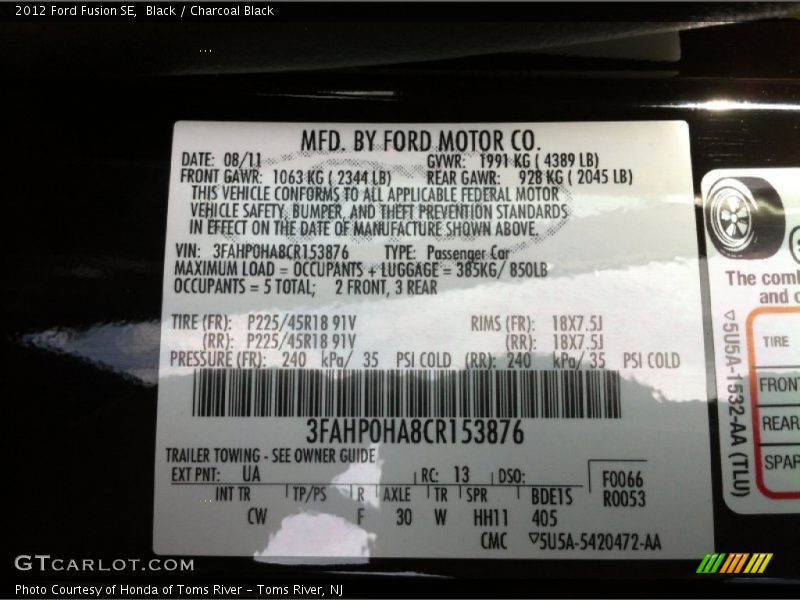 2012 Ford Fusion SE, Black / Charcoal Black
MFD. BY FORD MOTOR CO.
DATE: 08/11 GVWR: 1991 KG ( 4389 LB)
FRONT GAWR: 1063 KG ( 2344 LB) REAR GAWR: 928 KG ( 2045 LB)
THIS VEHICLE CONFORMS TO ALL APPLICABLE FEDERAL MOTOR
VEHICLE SAFETY, BUMPER, AND THEFT PREVENTION STANDARDS
IN EFFECT ON THE DATE OF MANUFACTURE SHOWN ABOVE.
VIN: 3FAHP0HA8CR153876 TYPE: Passenger Car
MAXIMUM LOAD = OCCUPANTS + LUGGAGE = 385KG/ 850LB
OCCUPANTS = 5 TOTAL; 2 FRONT, 3 REAR
TIRE (FR): P225/45R18 91V RIMS (FR): 18X7.5J
(RR): P225/45R18 91V (RR): 18X7.5J
PRESSURE (FR): 240 kPa/ 35 PSI COLD (RR): 240 kPa/ 35 PSI COLD
3FAHP0HA8CR153876
TRAILER TOWING - SEE OWNER GUIDE
EXT PNT: UA RC: 13 DSO: F0066
INT TR TP/PS R AXLE TR SPR BDE1S R0053
CW F 30 W HH11 405
CMC ▽5U5A-5420472-AA
The com
and
▽5U5A-1532-AA (TLU)
TIRE
FRONT
REAR
SPAR
GTCARLOT.COM
Photo Courtesy of Honda of Toms River – Toms River, NJ